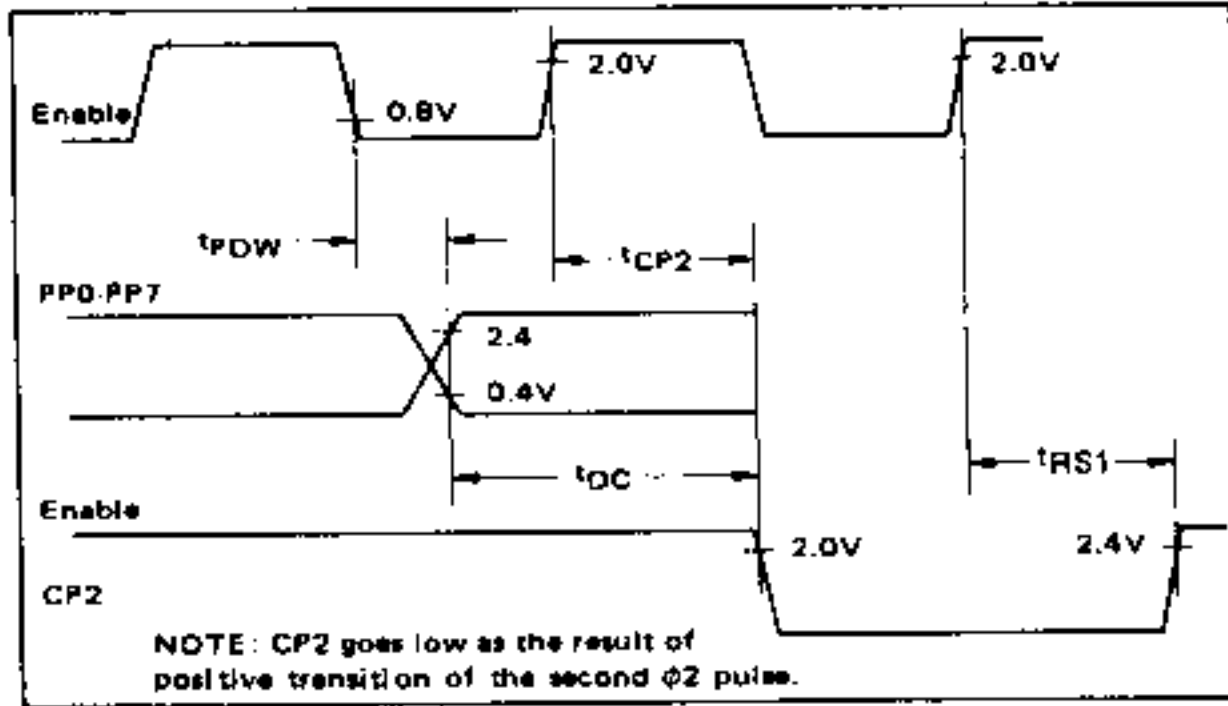 2.0V
2.0V
Enable
0.8V
tPDW
tCP2
PP0-PP7
2.4
0.4V
tDC
tRS1
Enable
2.0V
2.4V
CP2
NOTE: CP2 goes low as the result of
positive transition of the second ϕ2 pulse.